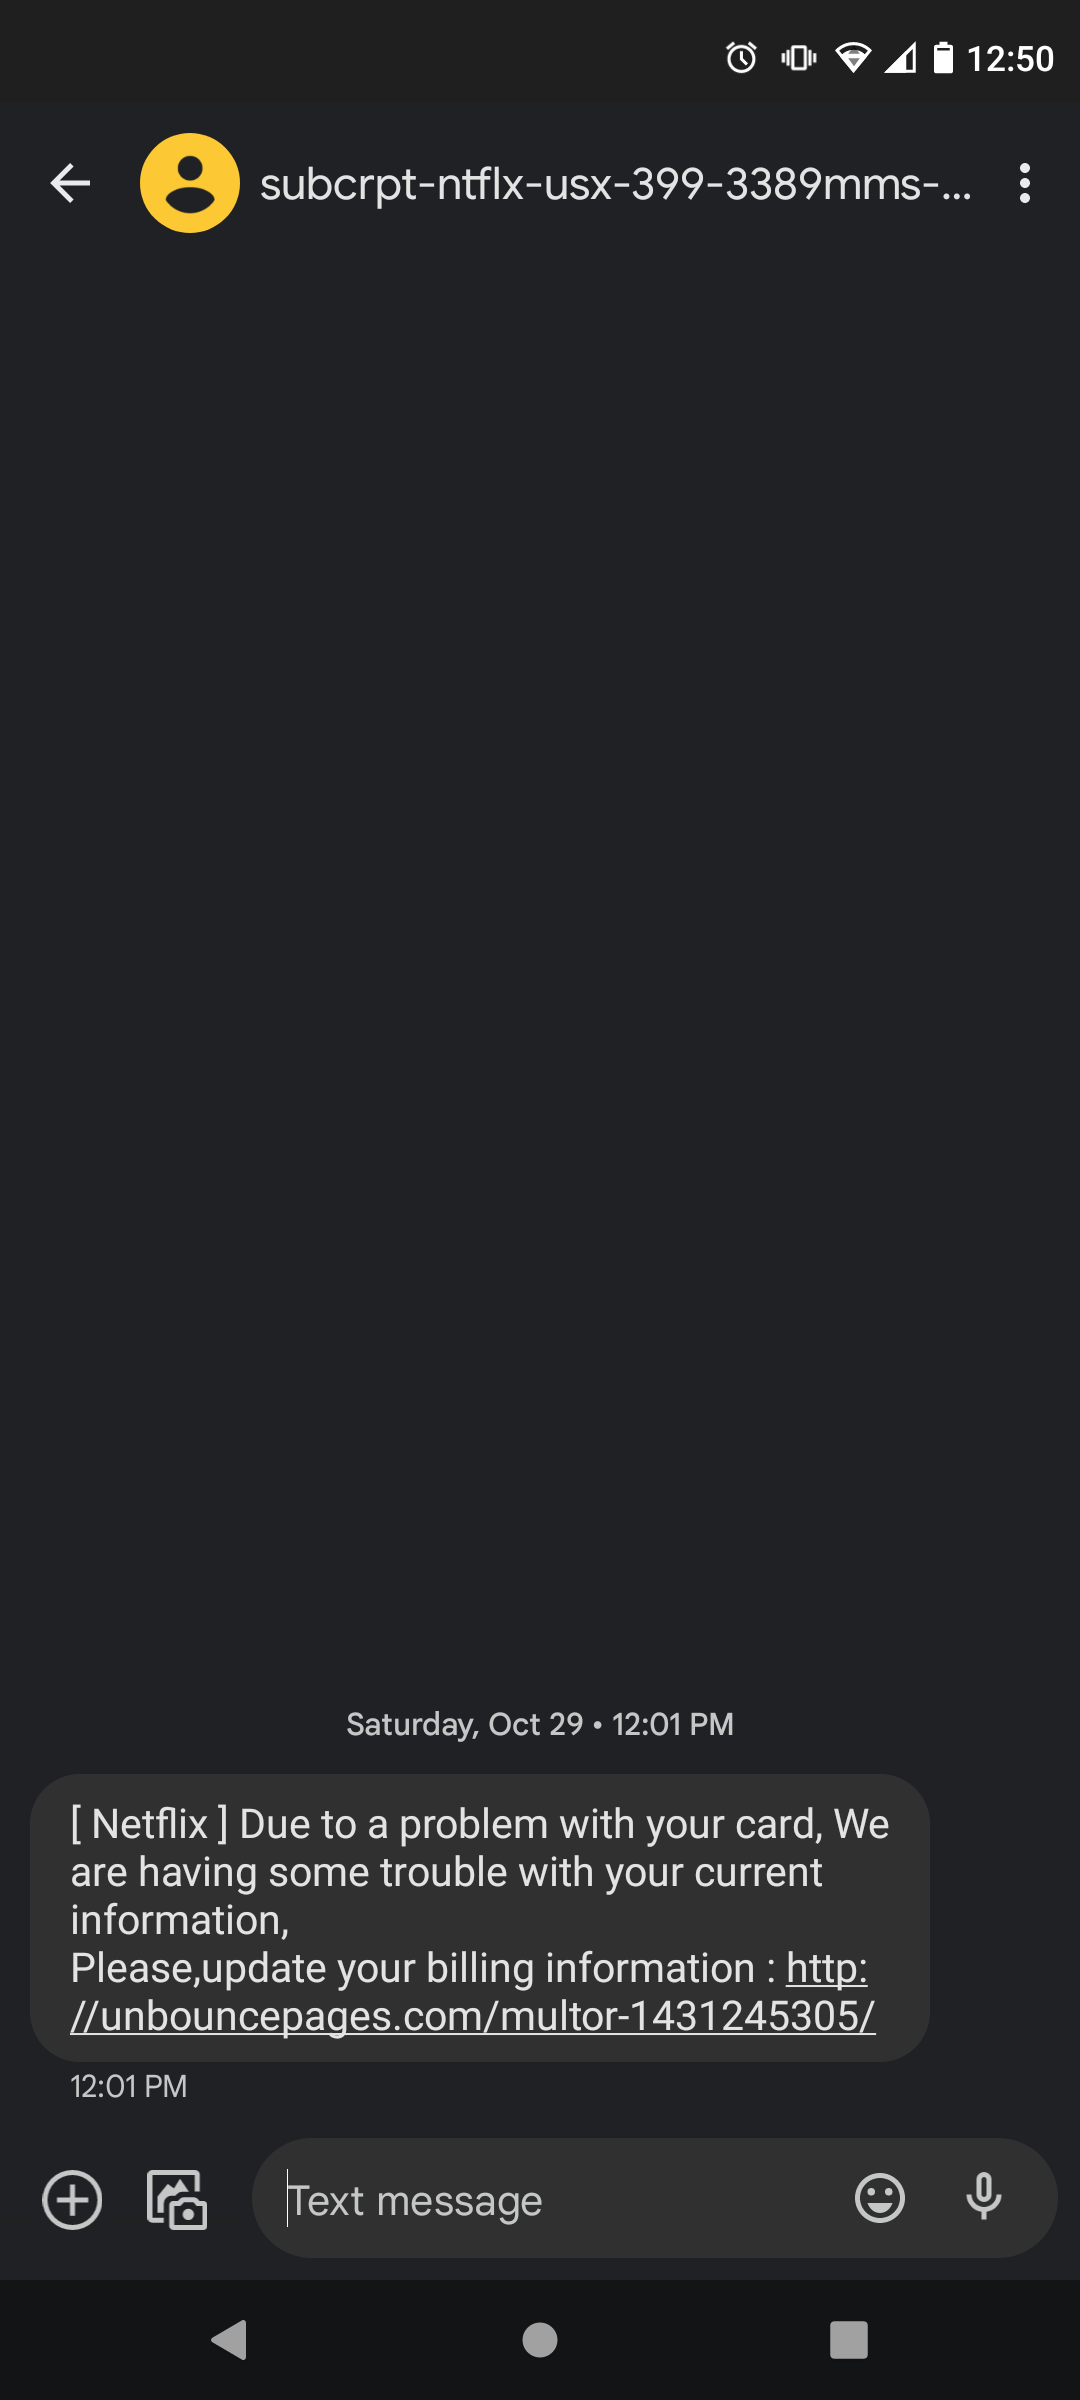 12:50
subcrpt-ntflx-usx-399-3389mms-...
Saturday, Oct 29 • 12:01 PM
[ Netflix ] Due to a problem with your card, We
are having some trouble with your current
information,
Please,update your billing information : http:
//unbouncepages.com/multor-1431245305/
12:01 PM
Text message